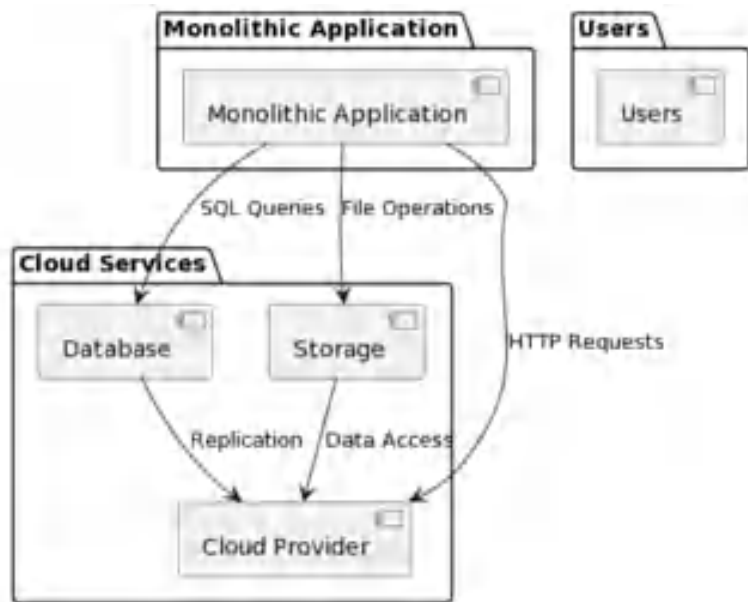 Monolithic Application
Users
Monolithic Application
Users
SQL Queries
File Operations
Cloud Services
Database
Storage
HTTP Requests
Replication
Data Access
Cloud Provider